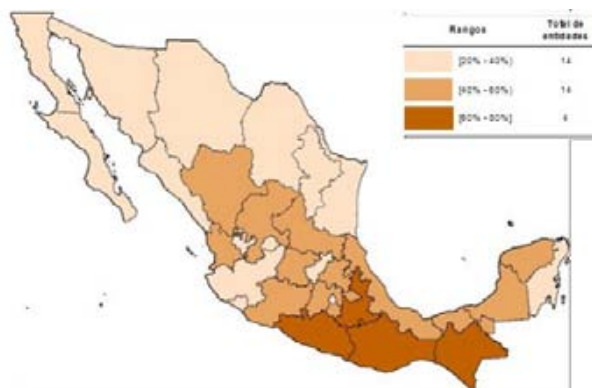 Rangos Total de entidades
[20% - 40%) 14
[40% - 60%) 14
[60% - 80%] 4